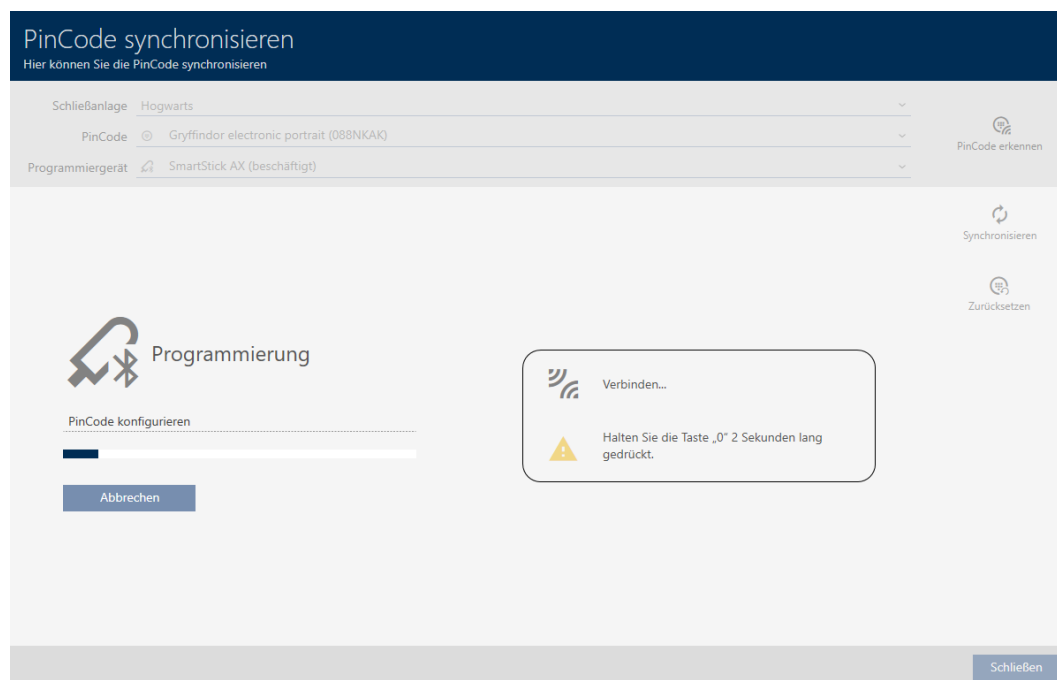 PinCode synchronisieren
Hier können Sie die PinCode synchronisieren
Schließanlage Hogwarts
PinCode Gryffindor electronic portrait (088NKAK)
Programmiergerät SmartStick AX (beschäftigt)
PinCode erkennen
Synchronisieren
Zurücksetzen
Programmierung
PinCode konfigurieren
Abbrechen
Verbinden...
Halten Sie die Taste „0“ 2 Sekunden lang
gedrückt.
Schließen